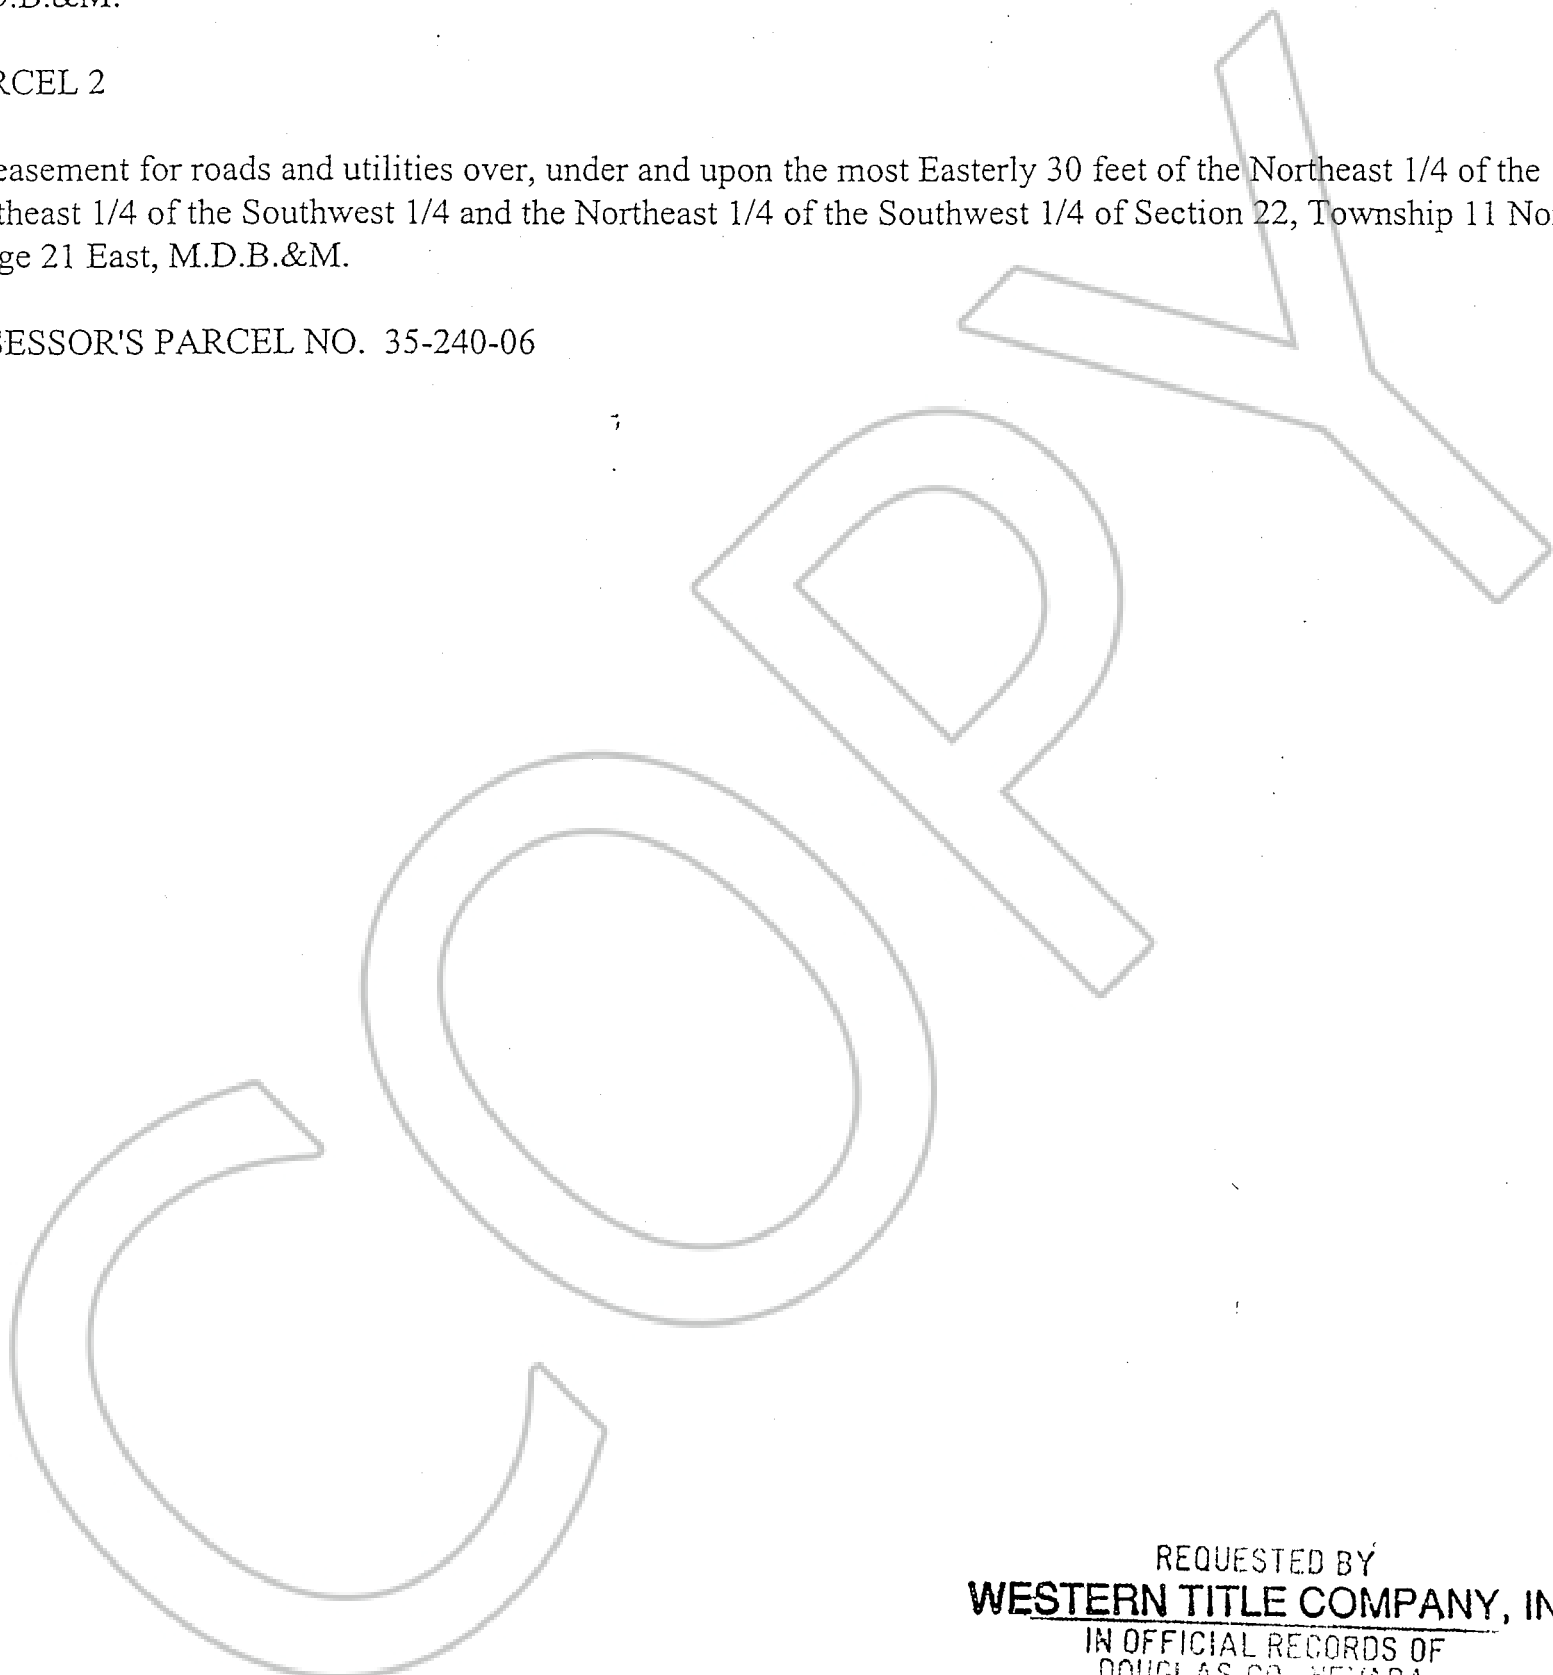 D.B.&M.
RCEL 2
easement for roads and utilities over, under and upon the most Easterly 30 feet of the Northeast 1/4 of the
theast 1/4 of the Southwest 1/4 and the Northeast 1/4 of the Southwest 1/4 of Section 22, Township 11 No
ge 21 East, M.D.B.&M.
SESSOR'S PARCEL NO. 35-240-06
COPY
REQUESTED BY
WESTERN TITLE COMPANY, IN
IN OFFICIAL RECORDS OF
DOUGLAS CO. NEVADA